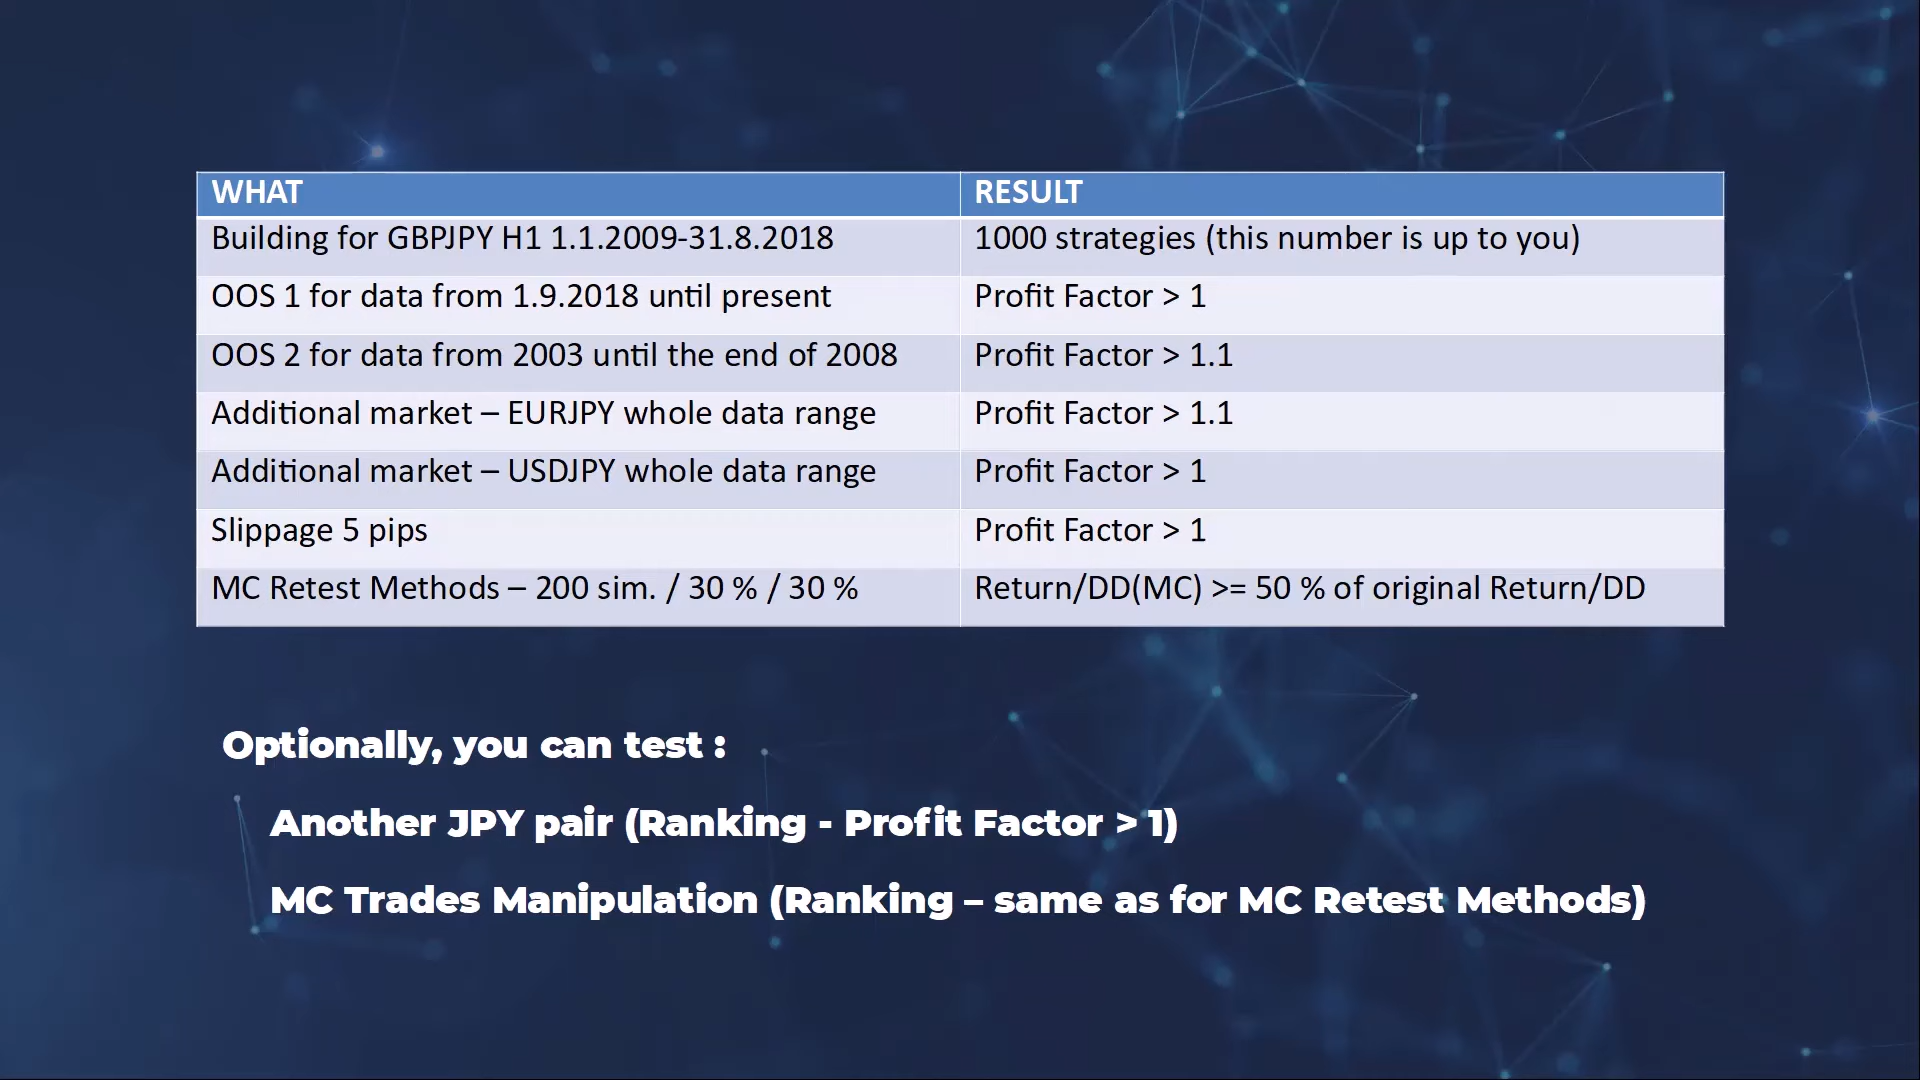 WHAT RESULT
Building for GBPJPY H1 1.1.2009-31.8.2018 1000 strategies (this number is up to you)
OOS 1 for data from 1.9.2018 until present Profit Factor > 1
OOS 2 for data from 2003 until the end of 2008 Profit Factor > 1.1
Additional market – EURJPY whole data range Profit Factor > 1.1
Additional market – USDJPY whole data range Profit Factor > 1
Slippage 5 pips Profit Factor > 1
MC Retest Methods – 200 sim. / 30 % / 30 % Return/DD(MC) >= 50 % of original Return/DD
Optionally, you can test :
Another JPY pair (Ranking - Profit Factor > 1)
MC Trades Manipulation (Ranking – same as for MC Retest Methods)